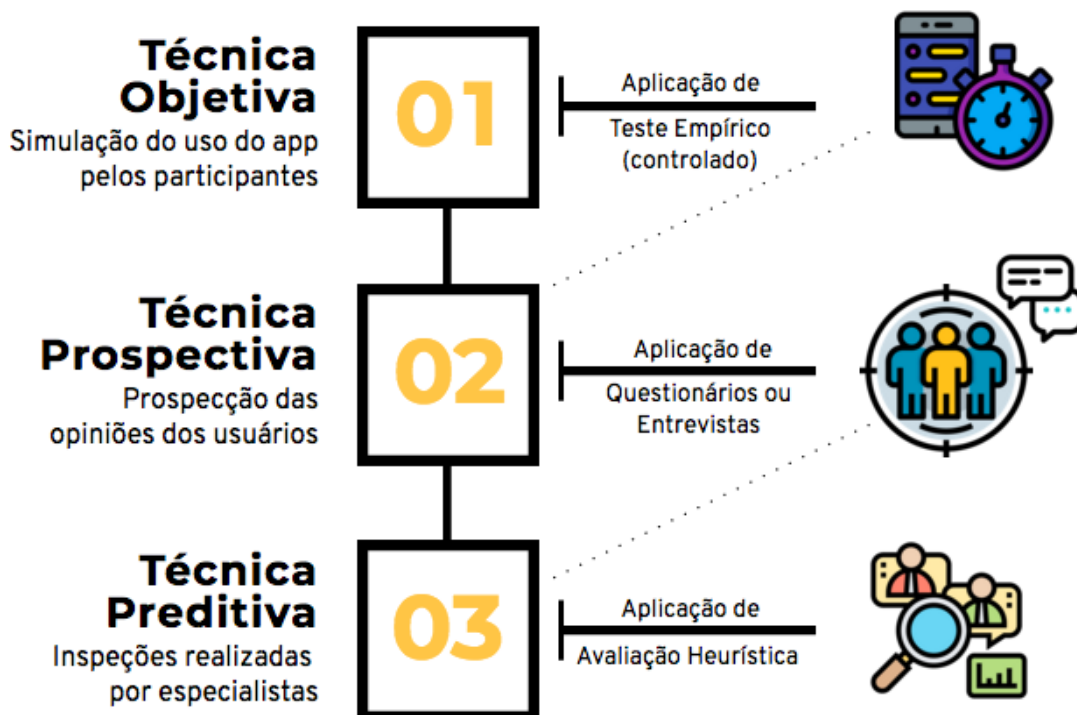 Técnica
Objetiva
Simulação do uso do app
pelos participantes
01
Aplicação de
Teste Empírico
(controlado)
Técnica
Prospectiva
Prospecção das
opiniões dos usuários
02
Aplicação de
Questionários ou
Entrevistas
Técnica
Preditiva
Inspeções realizadas
por especialistas
03
Aplicação de
Avaliação Heurística